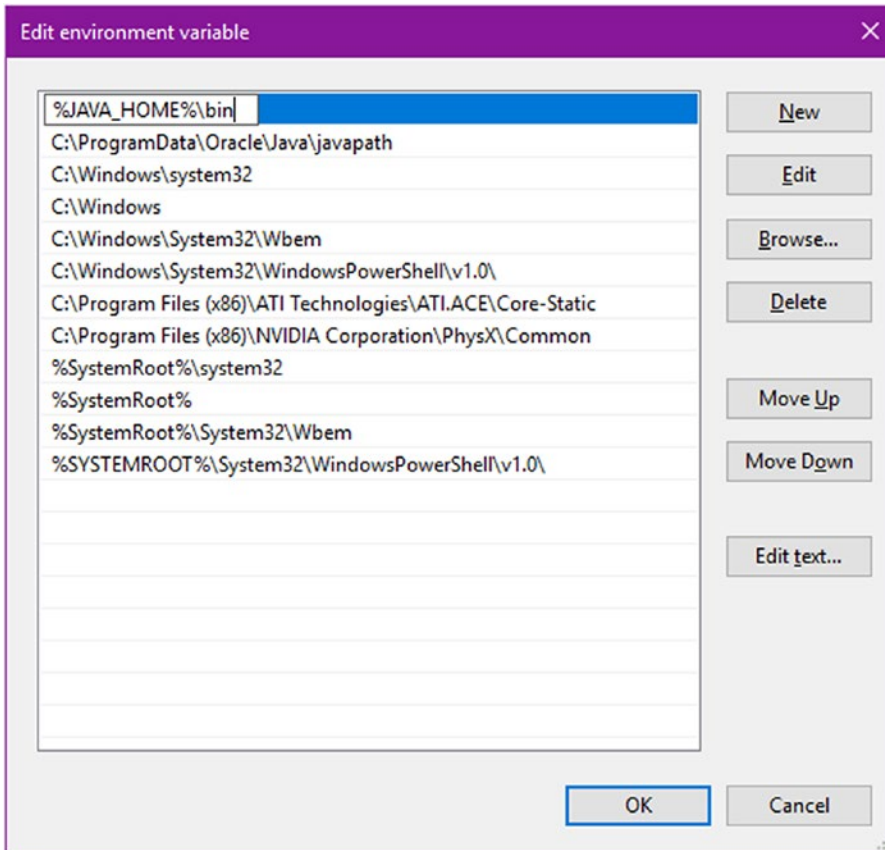 Edit environment variable
%JAVA_HOME%\bin
New
C:\ProgramData\Oracle\Java\javapath
C:\Windows\system32
Edit
C:\Windows
C:\Windows\System32\Wbem
Browse...
C:\Windows\System32\WindowsPowerShell\v1.0\
C:\Program Files (x86)\ATI Technologies\ATI.ACE\Core-Static
Delete
C:\Program Files (x86)\NVIDIA Corporation\PhysX\Common
%SystemRoot%\system32
%SystemRoot%
Move Up
%SystemRoot%\System32\Wbem
%SYSTEMROOT%\System32\WindowsPowerShell\v1.0\
Move Down
Edit text...
OK
Cancel